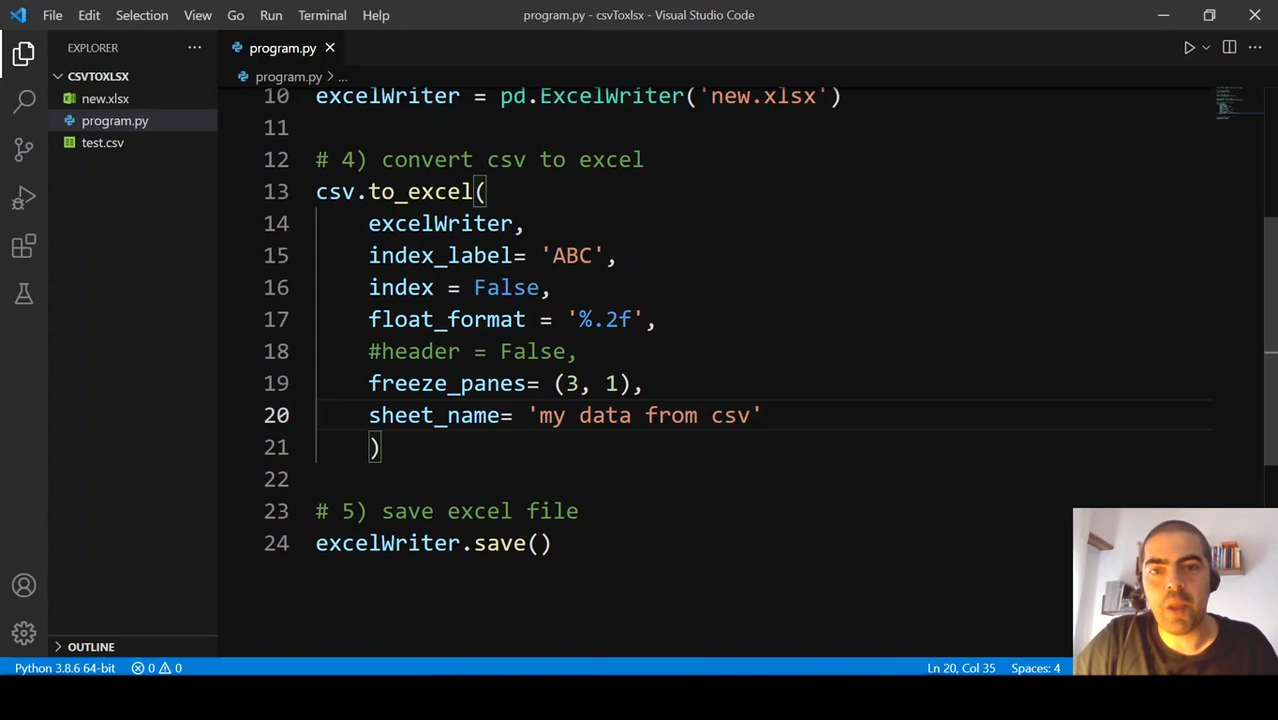 File Edit Selection View Go Run Terminal Help program.py - csvToxlsx - Visual Studio Code
EXPLORER
CSVTOXLSX
new.xlsx
program.py
test.csv
OUTLINE
program.py
program.py > ...
10 excelWriter = pd.ExcelWriter('new.xlsx')
11
12 # 4) convert csv to excel
13 csv.to_excel(
14 excelWriter,
15 index_label= 'ABC',
16 index = False,
17 float_format = '%.2f',
18 #header = False,
19 freeze_panes= (3, 1),
20 sheet_name= 'my data from csv'
21 )
22
23 # 5) save excel file
24 excelWriter.save()
Python 3.8.6 64-bit 0 0 Ln 20, Col 35 Spaces: 4